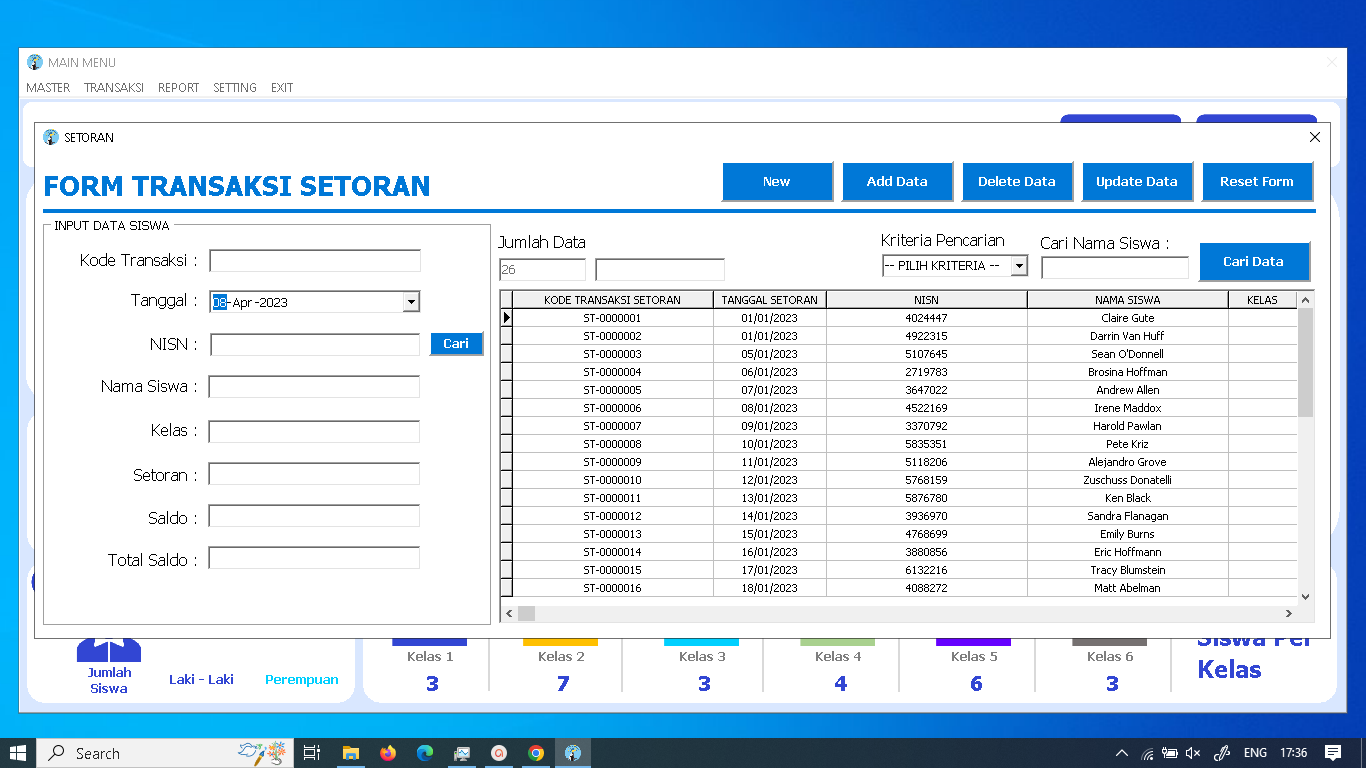 MAIN MENU
MASTER TRANSAKSI REPORT SETTING EXIT
SETORAN
FORM TRANSAKSI SETORAN
New Add Data Delete Data Update Data Reset Form
INPUT DATA SISWA
Kode Transaksi :
Tanggal : 08-Apr-2023
NISN : Cari
Nama Siswa :
Kelas :
Setoran :
Saldo :
Total Saldo :
Jumlah Data
26
Kriteria Pencarian
-- PILIH KRITERIA --
Cari Nama Siswa :
Cari Data
KODE TRANSAKSI SETORAN TANGGAL SETORAN NISN NAMA SISWA KELAS
ST-0000001 01/01/2023 4024447 Claire Gute
ST-0000002 01/01/2023 4922315 Darrin Van Huff
ST-0000003 05/01/2023 5107645 Sean O'Donnell
ST-0000004 06/01/2023 2719783 Brosina Hoffman
ST-0000005 07/01/2023 3647022 Andrew Allen
ST-0000006 08/01/2023 4522169 Irene Maddox
ST-0000007 09/01/2023 3370792 Harold Pawlan
ST-0000008 10/01/2023 5835351 Pete Kriz
ST-0000009 11/01/2023 5118206 Alejandro Grove
ST-0000010 12/01/2023 5768159 Zuschuss Donatelli
ST-0000011 13/01/2023 5876780 Ken Black
ST-0000012 14/01/2023 3936970 Sandra Flanagan
ST-0000013 15/01/2023 4768699 Emily Burns
ST-0000014 16/01/2023 3880856 Eric Hoffmann
ST-0000015 17/01/2023 6132216 Tracy Blumstein
ST-0000016 18/01/2023 4088272 Matt Abelman
Jumlah
Siswa
Laki - Laki Perempuan
Kelas 1 Kelas 2 Kelas 3 Kelas 4 Kelas 5 Kelas 6
3 7 3 4 6 3
Siswa Per
Kelas
Search
ENG 17:36